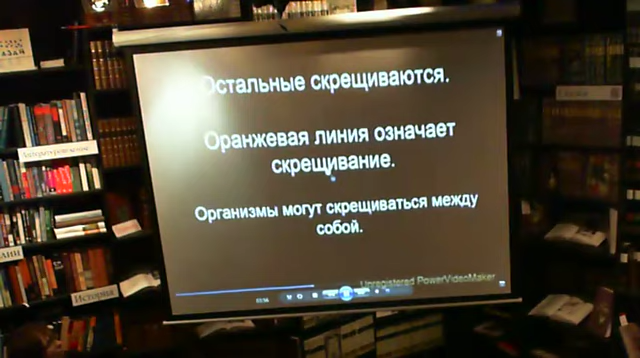 Остальные скрещиваются.
Оранжевая линия означает
скрещивание.
Организмы могут скрещиваться между
собой.
Unregistered PowerVideoMaker
История